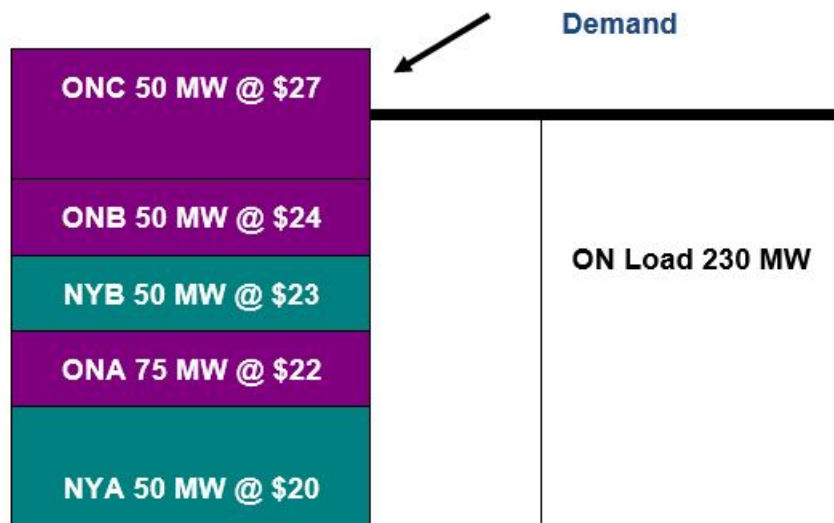 Demand
ONC 50 MW @ $27
ONB 50 MW @ $24
NYB 50 MW @ $23
ONA 75 MW @ $22
NYA 50 MW @ $20
ON Load 230 MW